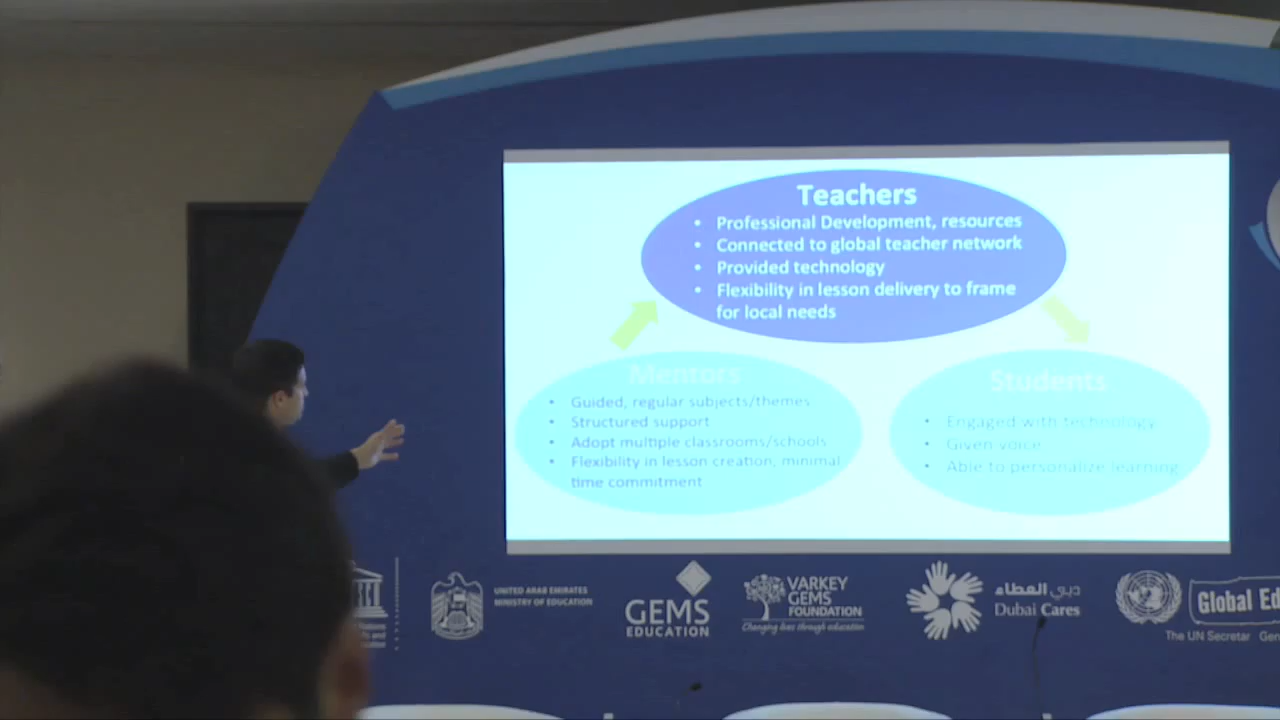 Teachers
• Professional Development, resources
• Connected to global teacher network
• Provided technology
• Flexibility in lesson delivery to frame
for local needs
Mentors
• Guided, regular subjects/themes
• Structured support
• Adopt multiple classrooms/schools
• Flexibility in lesson creation, minimal
time commitment
Students
• Engaged with technology
• Given voice
• Able to personalize learning
UNITED ARAB EMIRATES
MINISTRY OF EDUCATION
GEMS
EDUCATION
VARKEY
GEMS
FOUNDATION
Changing lives through education
دبي العطاء
Dubai Cares
Global Ed
The UN Secretar Gen